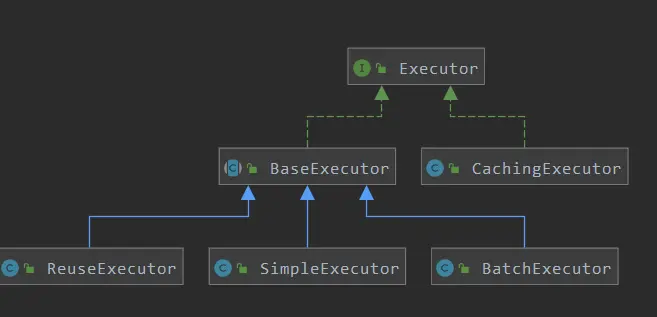 I Executor
C BaseExecutor
C CachingExecutor
C ReuseExecutor
C SimpleExecutor
C BatchExecutor